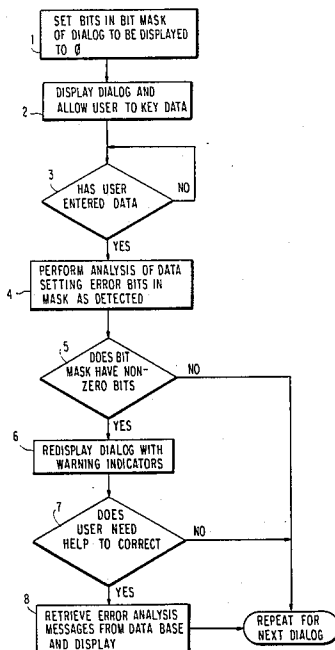 1
SET BITS IN BIT MASK
OF DIALOG TO BE DISPLAYED
TO Ø
2
DISPLAY DIALOG AND
ALLOW USER TO KEY DATA
3
HAS USER
ENTERED DATA
NO
YES
4
PERFORM ANALYSIS OF DATA
SETTING ERROR BITS IN
MASK AS DETECTED
5
DOES BIT
MASK HAVE NON-
ZERO BITS
NO
YES
6
REDISPLAY DIALOG WITH
WARNING INDICATORS
7
DOES
USER NEED
HELP TO CORRECT
NO
YES
8
RETRIEVE ERROR ANALYSIS
MESSAGES FROM DATA BASE
AND DISPLAY
REPEAT FOR
NEXT DIALOG